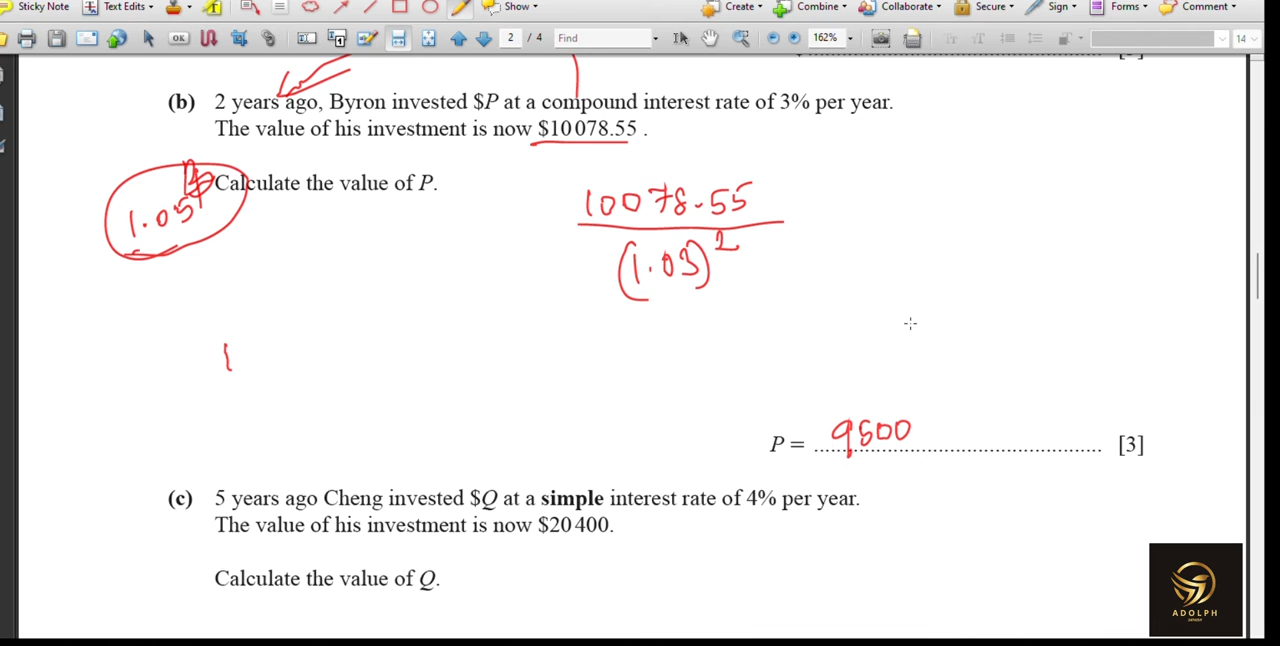 Sticky Note Text Edits Show Create Combine Collaborate Secure Sign Forms Comment
OK 2 / 4 Find 162% 14
(b) 2 years ago, Byron invested $P at a compound interest rate of 3% per year.
The value of his investment is now $10 078.55 .
Calculate the value of P.
1.05
10078.55
(1.03)²
P = 9800 [3]
(c) 5 years ago Cheng invested $Q at a simple interest rate of 4% per year.
The value of his investment is now $20 400.
Calculate the value of Q.
ADOLPH